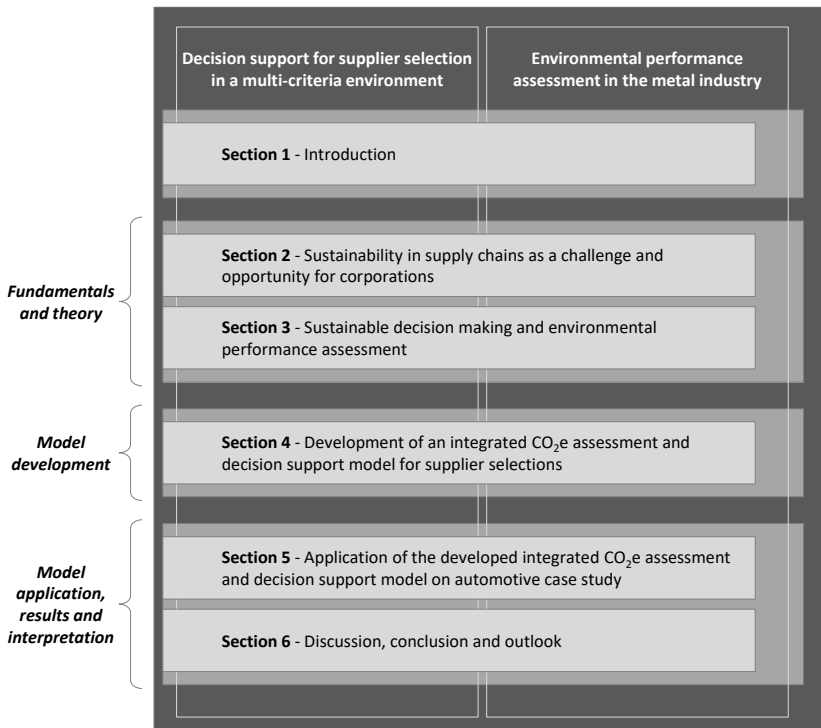 Decision support for supplier selection
in a multi-criteria environment
Environmental performance
assessment in the metal industry
Section 1 - Introduction
Fundamentals
and theory
Section 2 - Sustainability in supply chains as a challenge and
opportunity for corporations
Section 3 - Sustainable decision making and environmental
performance assessment
Model
development
Section 4 - Development of an integrated CO₂e assessment and
decision support model for supplier selections
Model
application,
results and
interpretation
Section 5 - Application of the developed integrated CO₂e assessment
and decision support model on automotive case study
Section 6 - Discussion, conclusion and outlook